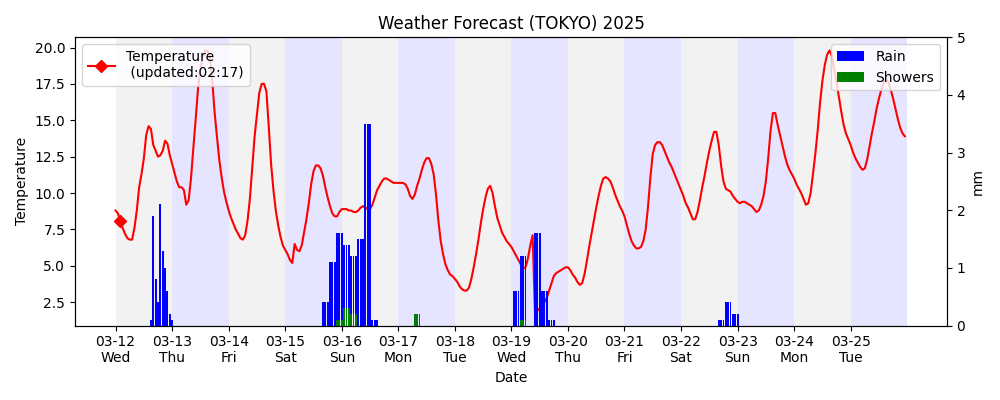 Weather Forecast (TOKYO) 2025
Temperature
(updated:02:17)
Rain
Showers
20.0
17.5
15.0
12.5
10.0
7.5
5.0
2.5
Temperature
5
4
3
2
1
0
mm
03-12 03-13 03-14 03-15 03-16 03-17 03-18 03-19 03-20 03-21 03-22 03-23 03-24 03-25
Wed Thu Fri Sat Sun Mon Tue Wed Thu Fri Sat Sun Mon Tue
Date